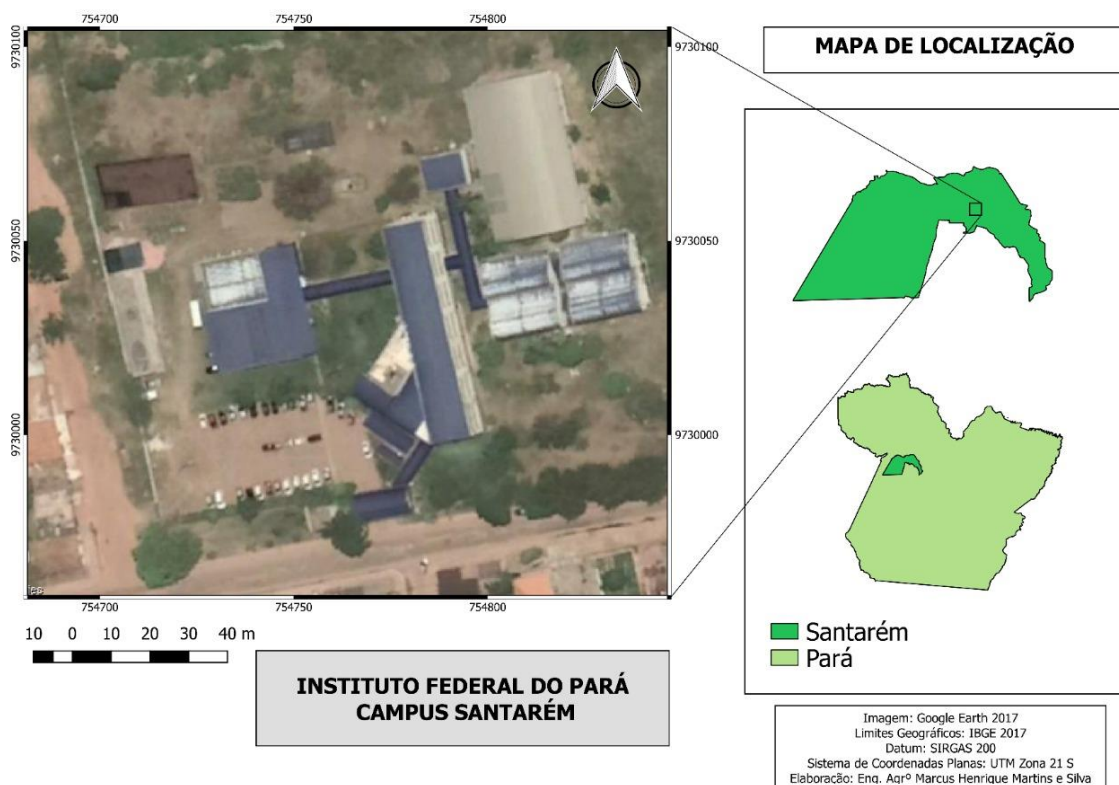 754700
754750
754800
9730100
9730100
MAPA DE LOCALIZAÇÃO
9730050
9730050
9730000
9730000
754700
754750
754800
10 0 10 20 30 40 m
INSTITUTO FEDERAL DO PARÁ
CAMPUS SANTARÉM
Santarém
Pará
Imagem: Google Earth 2017
Limites Geográficos: IBGE 2017
Datum: SIRGAS 200
Sistema de Coordenadas Planas: UTM Zona 21 S
Elaboração: Eng. Agrº Marcus Henrique Martins e Silva